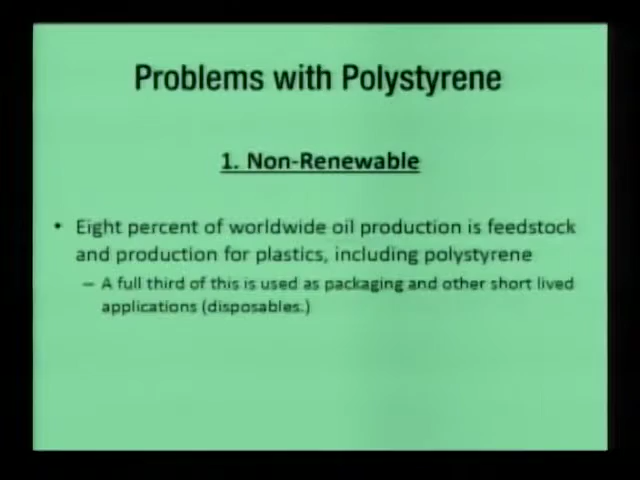 Problems with Polystyrene
1. Non-Renewable
• Eight percent of worldwide oil production is feedstock
and production for plastics, including polystyrene
– A full third of this is used as packaging and other short lived
applications (disposables.)